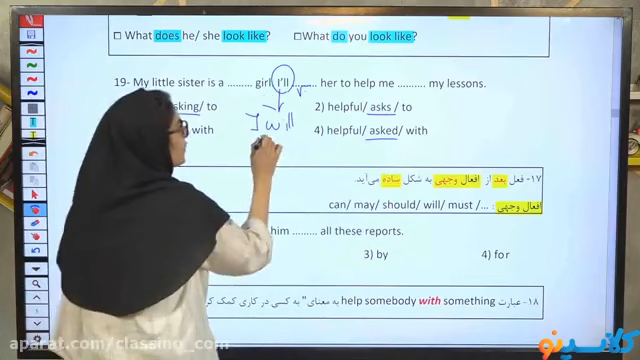 □ What does he/ she look like? □What do you look like?
19- My little sister is a ......... girl. I'll ......... her to help me ......... my lessons.
king/ to 2) helpful/ asks / to
I will
with 4) helpful/ asked/ with
۱۷- فعل بعد از افعال وجهی به شکل ساده می‌آید.
افعال وجهی : ... /can/ may/ should/ will/ must
him ......... all these reports.
3) by 4) for
۱۸- عبارت help somebody with something به معنای "به کسی در کاری کمک کر
aparat.com/classino_com
کلاسینو